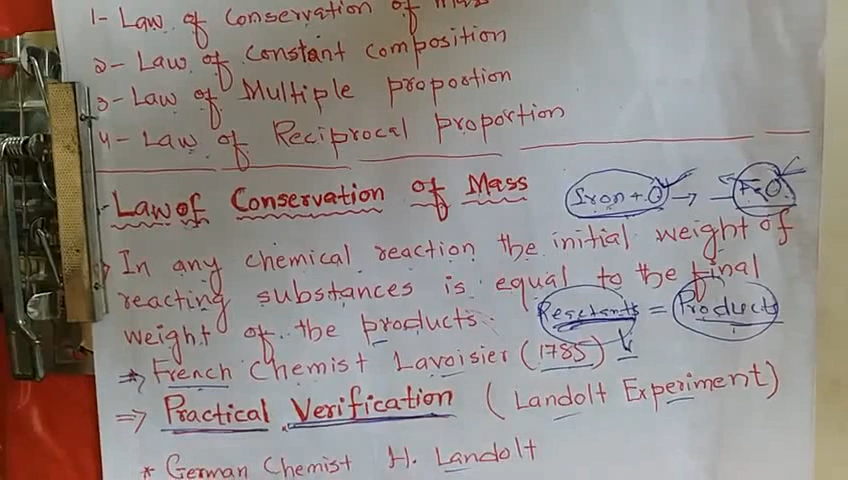 1- Law of Conservation of mass
2- Law of Constant composition
3- Law of Multiple proportion
4- Law of Reciprocal proportion
Law of Conservation of Mass
Iron + O → FeO
In any chemical reaction the initial weight of
reacting substances is equal to the final
weight of the products.
Reactants = Products
⇒ French Chemist Lavoisier (1785)
⇒ Practical Verification (Landolt Experiment)
* German Chemist H. Landolt